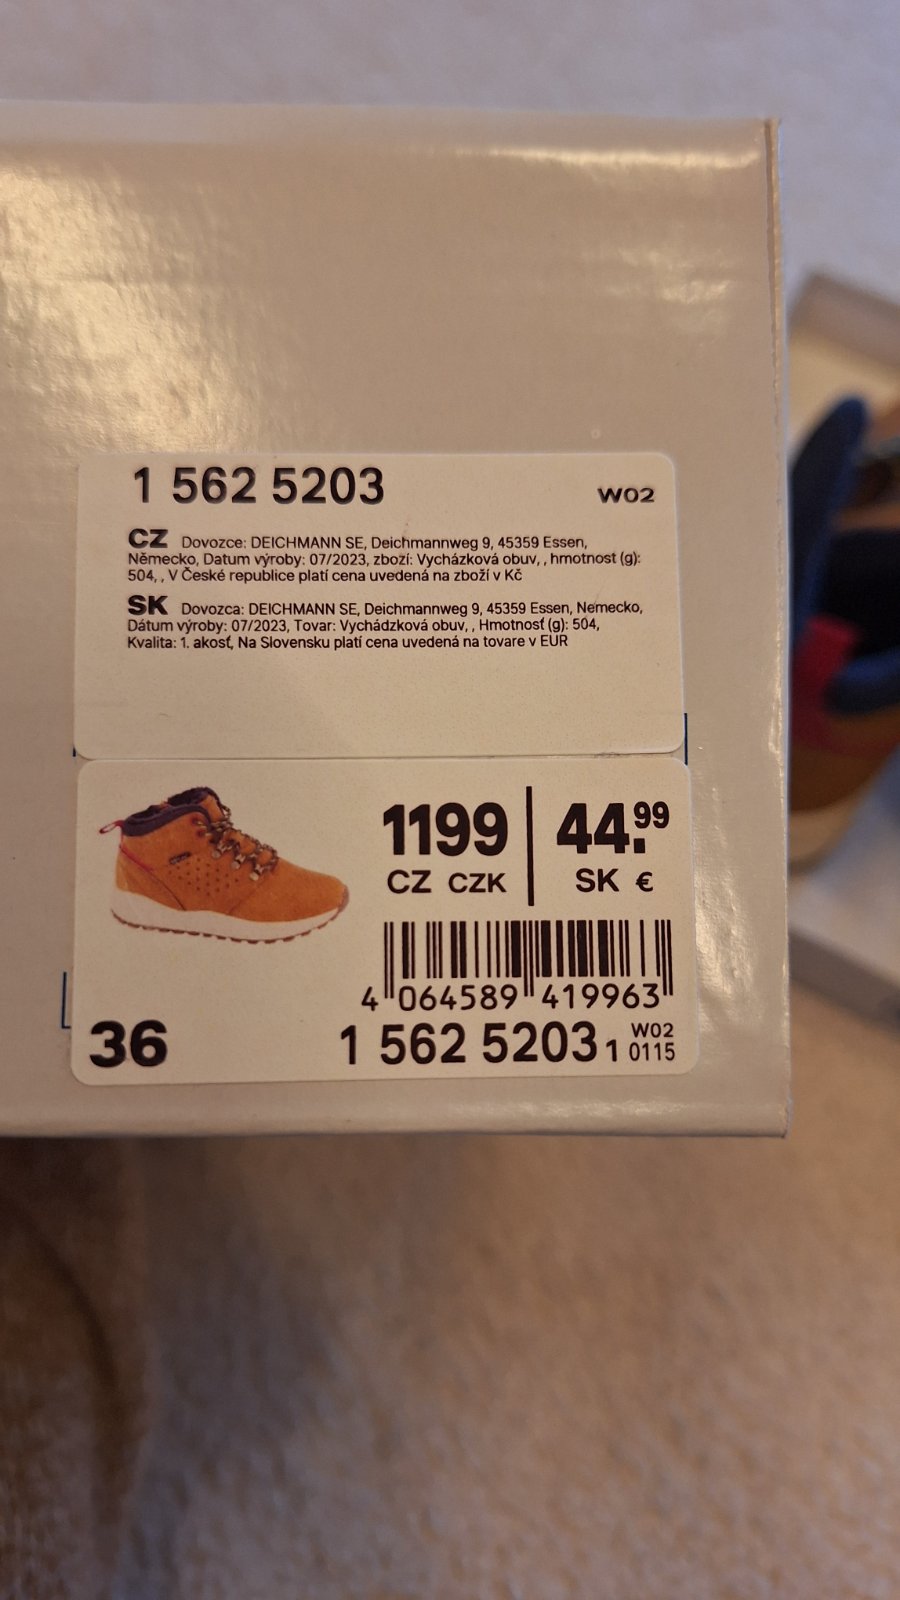 1 562 5203
W02
CZ Dovozce: DEICHMANN SE, Deichmannweg 9, 45359 Essen,
Německo, Datum výroby: 07/2023, zboží: Vycházková obuv, , hmotnost (g):
504, , V České republice platí cena uvedená na zboží v Kč
SK Dovozca: DEICHMANN SE, Deichmannweg 9, 45359 Essen, Nemecko,
Dátum výroby: 07/2023, Tovar: Vychádzková obuv, , Hmotnosť (g): 504,
Kvalita: 1. akosť, Na Slovensku platí cena uvedená na tovare v EUR
1199
CZ CZK
44.99
SK €
4 064589 419963
36
1 562 5203 1
W02
0115